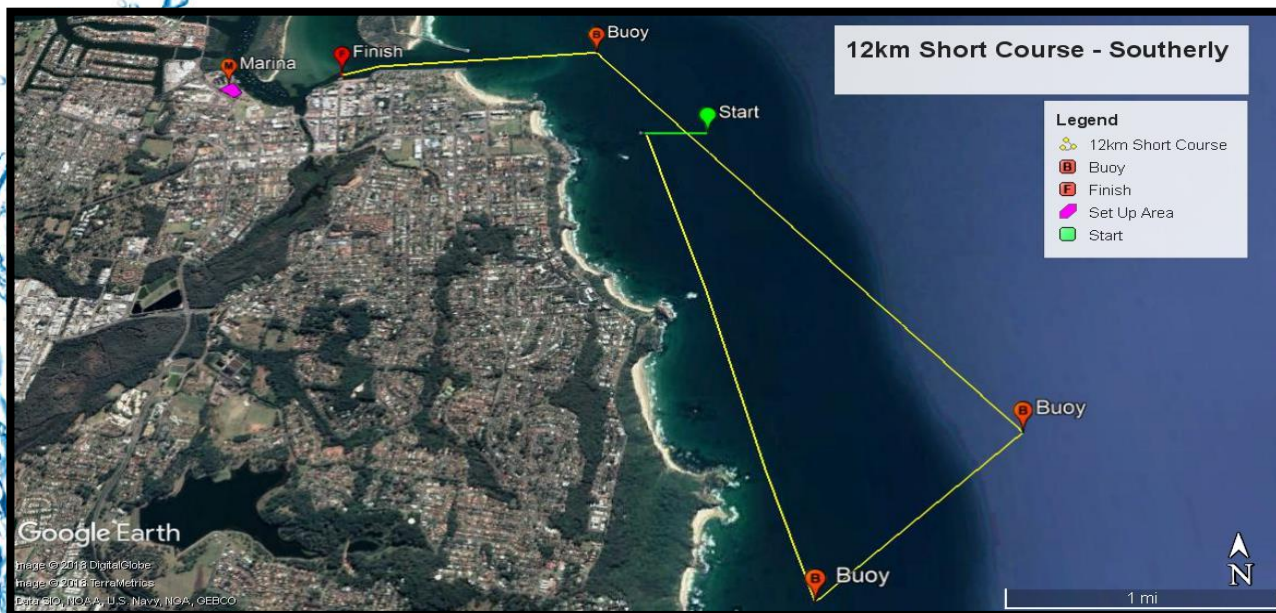 12km Short Course - Southerly
Legend
12km Short Course
B Buoy
F Finish
Set Up Area
Start
B Buoy
F Finish
M Marina
Start
B Buoy
B Buoy
Google Earth
Image © 2018 DigitalGlobe
Image © 2018 TerraMetrics
Data SIO, NOAA, U.S. Navy, NGA, GEBCO
N
1 mi